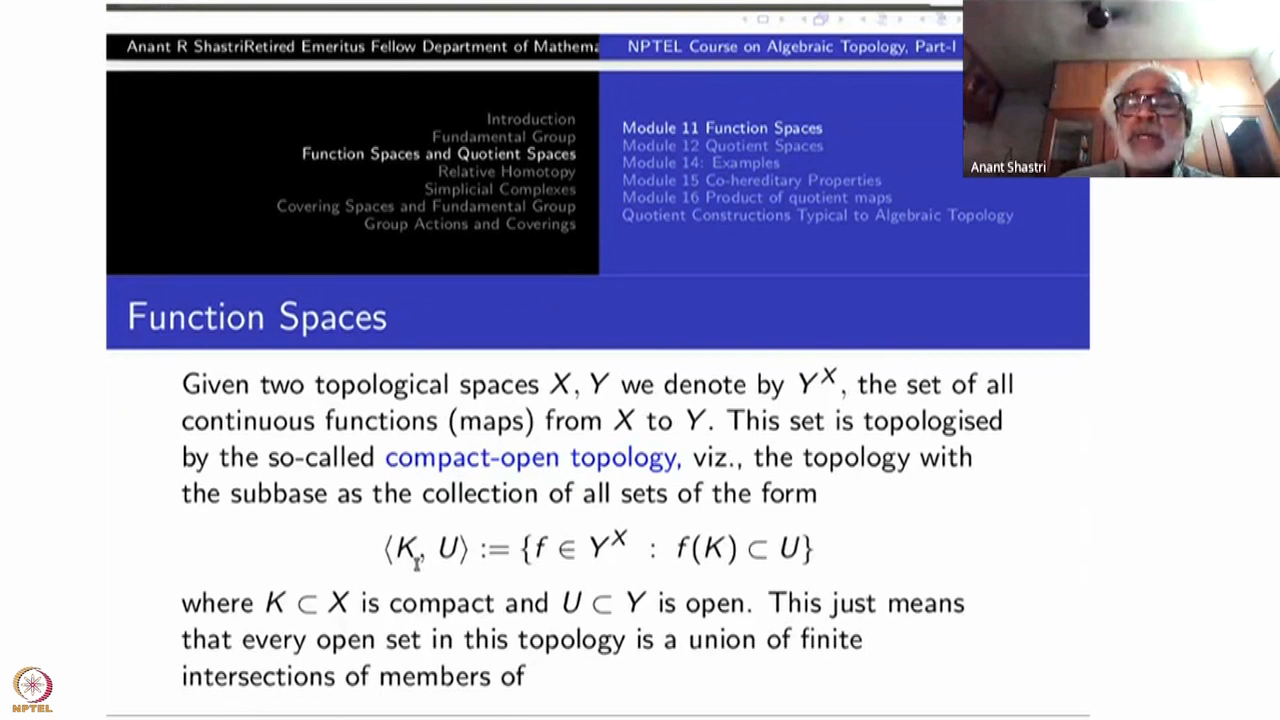 Anant R ShastriRetired Emeritus Fellow Department of Mathema
NPTEL Course on Algebraic Topology, Part-I
Introduction
Fundamental Group
Function Spaces and Quotient Spaces
Relative Homotopy
Simplicial Complexes
Covering Spaces and Fundamental Group
Group Actions and Coverings
Module 11 Function Spaces
Module 12 Quotient Spaces
Module 14: Examples
Module 15 Co-hereditary Properties
Module 16 Product of quotient maps
Quotient Constructions Typical to Algebraic Topology
Anant Shastri
Function Spaces
Given two topological spaces X, Y we denote by Y^X, the set of all
continuous functions (maps) from X to Y. This set is topologised
by the so-called compact-open topology, viz., the topology with
the subbase as the collection of all sets of the form
⟨K, U⟩ := {f ∈ Y^X : f(K) ⊂ U}
where K ⊂ X is compact and U ⊂ Y is open. This just means
that every open set in this topology is a union of finite
intersections of members of
NPTEL